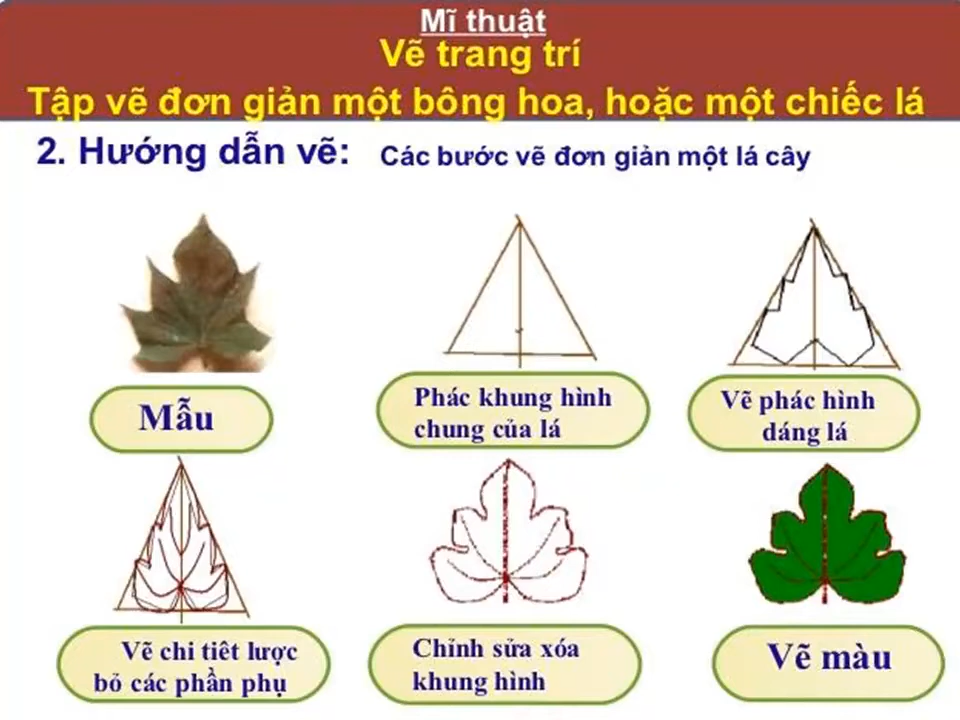 Mĩ thuật
Vẽ trang trí
Tập vẽ đơn giản một bông hoa, hoặc một chiếc lá
2. Hướng dẫn vẽ: Các bước vẽ đơn giản một lá cây
Mẫu
Phác khung hình
chung của lá
Vẽ phác hình
dáng lá
Vẽ chi tiêt lược
bỏ các phần phụ
Chỉnh sửa xóa
khung hình
Vẽ màu